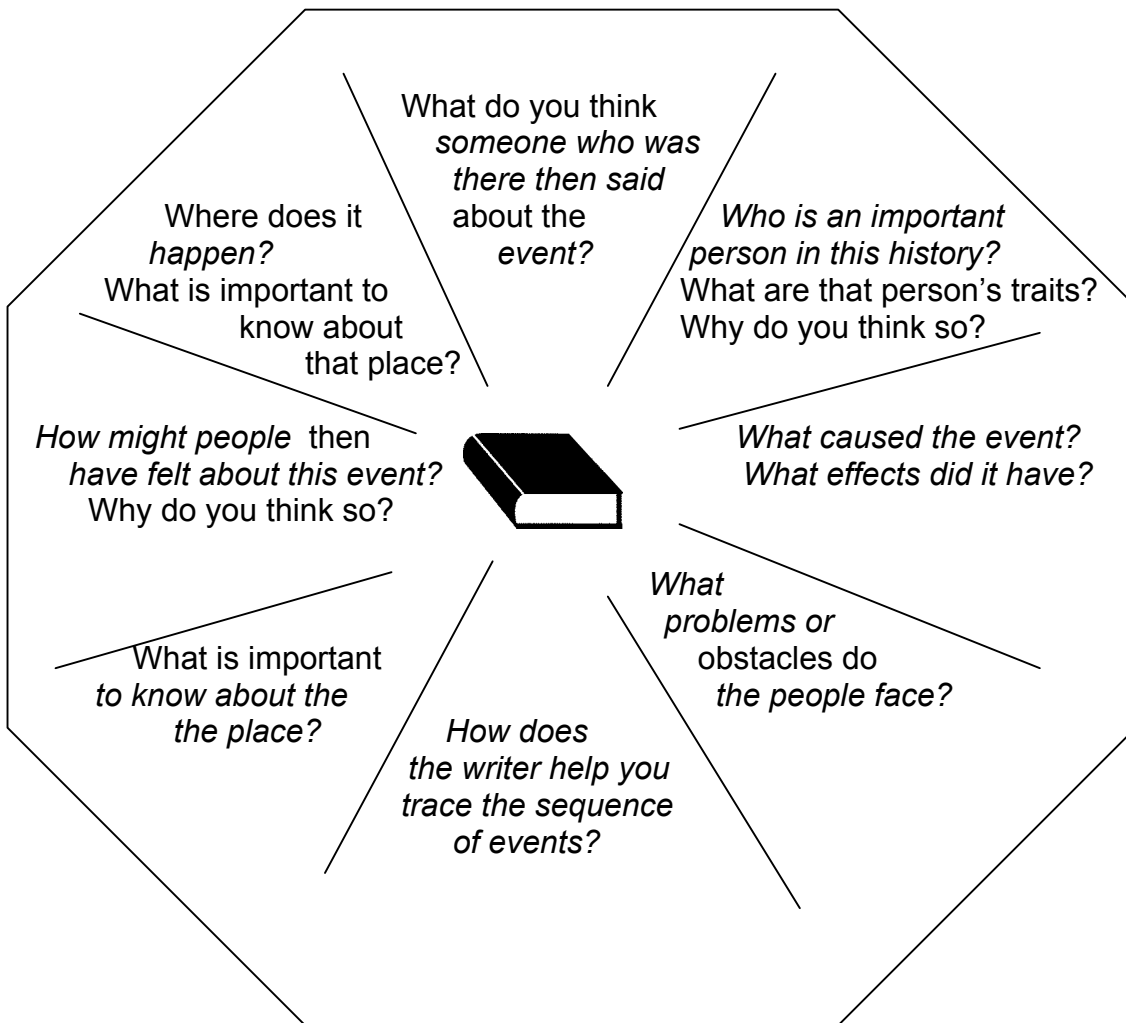 What do you think
someone who was
there then said
about the
event?
Who is an important
person in this history?
What are that person's traits?
Why do you think so?
What caused the event?
What effects did it have?
What
problems or
obstacles do
the people face?
How does
the writer help you
trace the sequence
of events?
What is important
to know about the
the place?
How might people then
have felt about this event?
Why do you think so?
Where does it
happen?
What is important to
know about
that place?